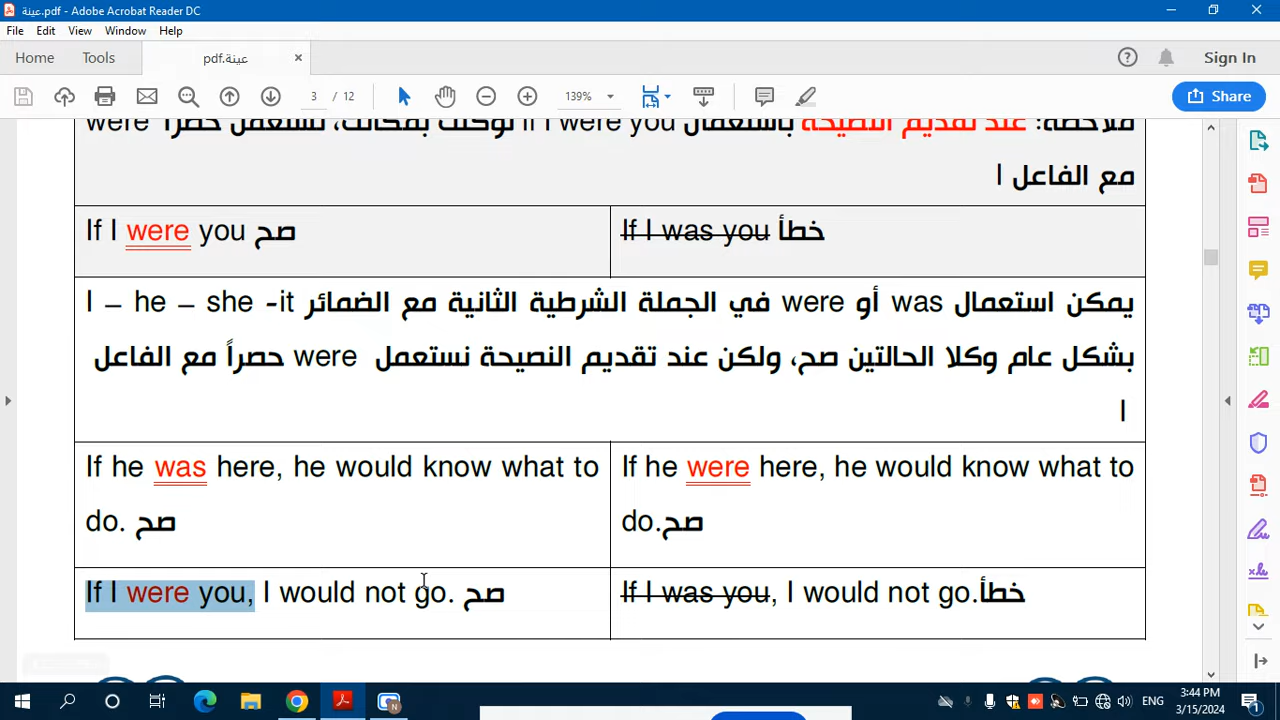 عينة.pdf - Adobe Acrobat Reader DC
File Edit View Window Help
Home Tools عينة.pdf × Sign In
3 / 12 139% Share
ملاحظة: عند تقديم النصيحة باستعمال If I were you لو كنت بمكانك، نستعمل حصراً were
مع الفاعل I
If I were you صح
If I was you خطأ
يمكن استعمال was أو were في الجملة الشرطية الثانية مع الضمائر I – he – she -it
بشكل عام وكلا الحالتين صح، ولكن عند تقديم النصيحة نستعمل were حصراً مع الفاعل
I
If he was here, he would know what to
do. صح
If he were here, he would know what to
do.صح
If I were you, I would not go. صح
If I was you, I would not go.خطأ
ENG
3:44 PM
3/15/2024